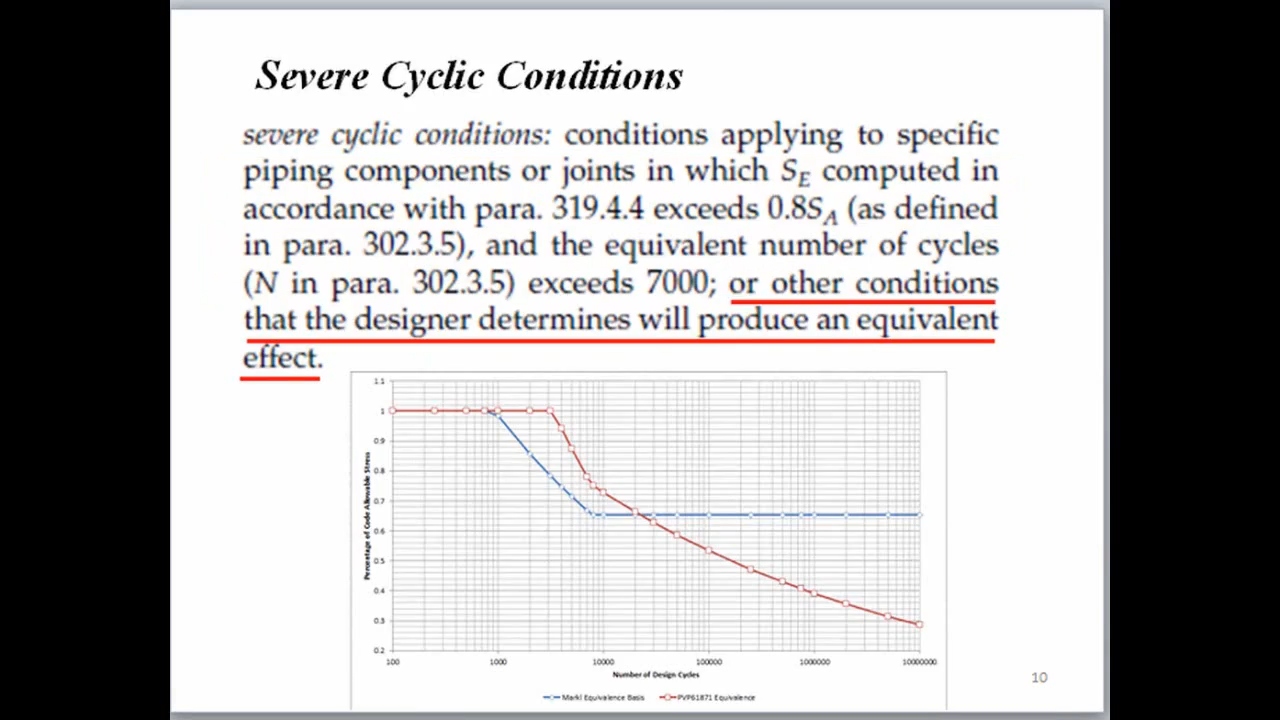 Severe Cyclic Conditions
severe cyclic conditions: conditions applying to specific
piping components or joints in which SE computed in
accordance with para. 319.4.4 exceeds 0.8SA (as defined
in para. 302.3.5), and the equivalent number of cycles
(N in para. 302.3.5) exceeds 7000; or other conditions
that the designer determines will produce an equivalent
effect.
1.1
1
0.9
0.8
0.7
0.6
0.5
0.4
0.3
0.2
Percentage of Code Allowable Stress
100 1000 10000 100000 1000000 10000000
Number of Design Cycles
Markl Equivalence Basis PVP61871 Equivalence
10